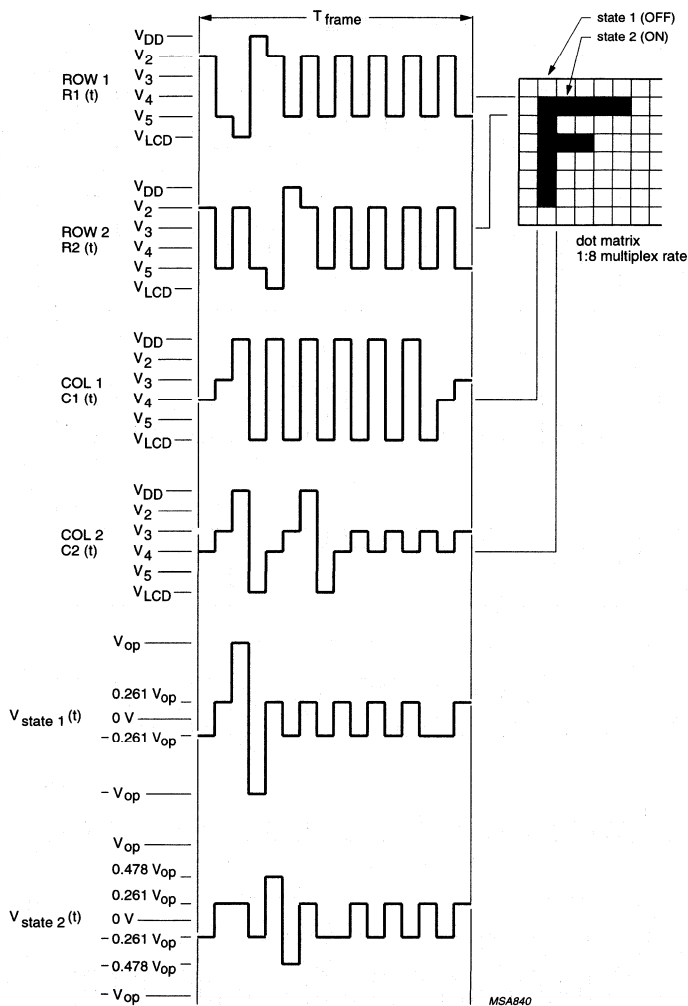 T frame
state 1 (OFF)
state 2 (ON)
ROW 1
R1 (t)
VDD
V2
V3
V4
V5
VLCD
dot matrix
1:8 multiplex rate
ROW 2
R2 (t)
VDD
V2
V3
V4
V5
VLCD
COL 1
C1 (t)
VDD
V2
V3
V4
V5
VLCD
COL 2
C2 (t)
VDD
V2
V3
V4
V5
VLCD
V state 1 (t)
Vop
0.261 Vop
0 V
− 0.261 Vop
− Vop
V state 2 (t)
Vop
0.478 Vop
0.261 Vop
0 V
− 0.261 Vop
− 0.478 Vop
− Vop
MSA840